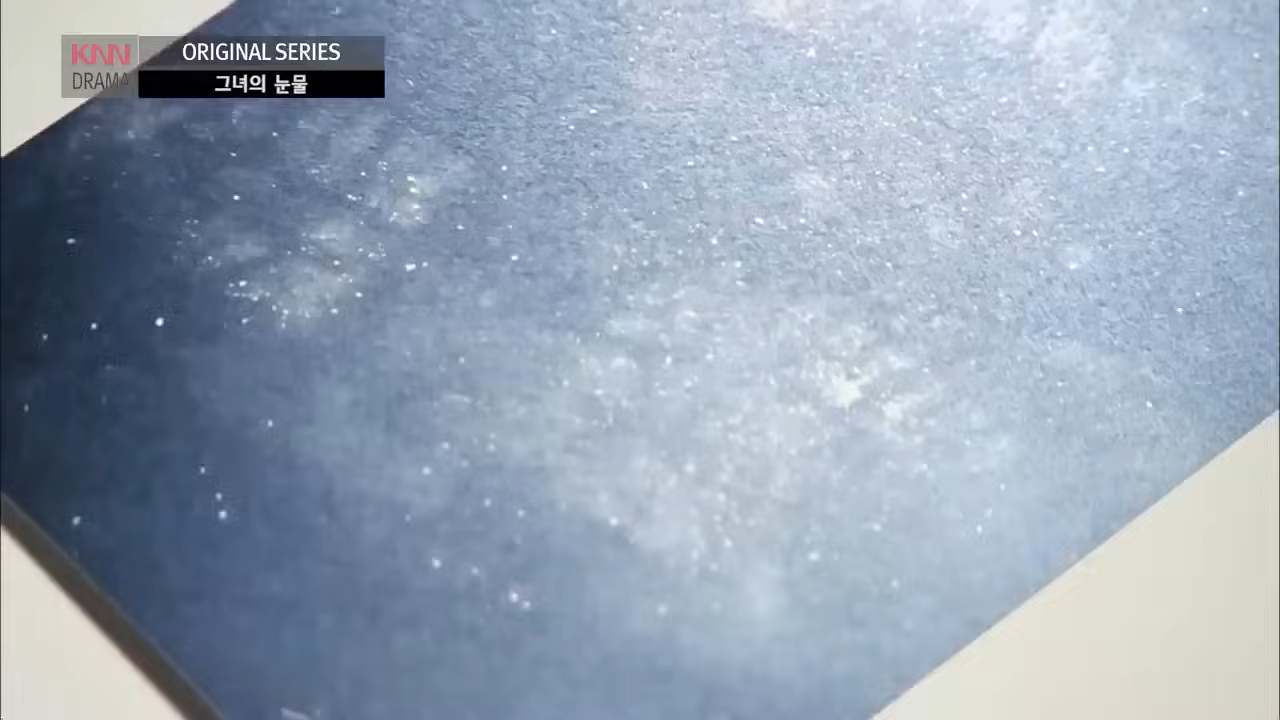 KNN
DRAMA
ORIGINAL SERIES
그녀의 눈물